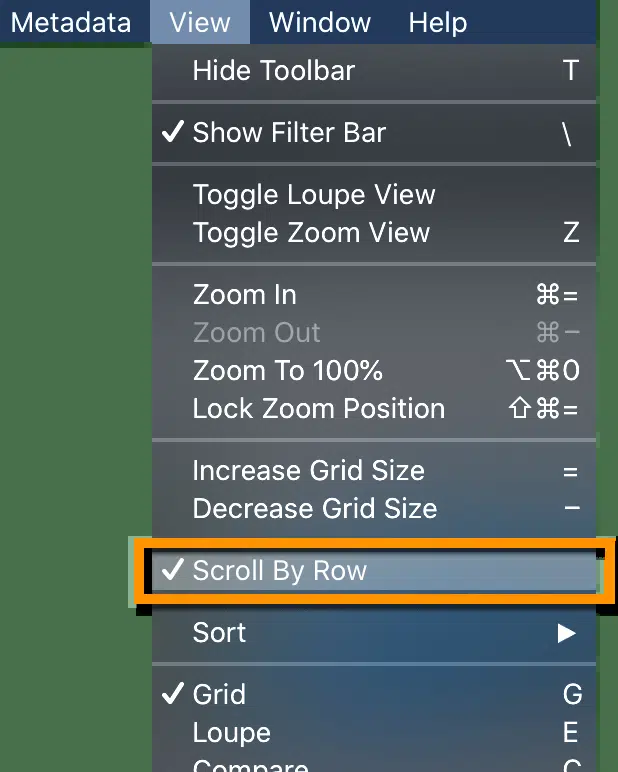 Metadata View Window Help
Hide Toolbar T
✓ Show Filter Bar \
Toggle Loupe View
Toggle Zoom View Z
Zoom In ⌘=
Zoom Out ⌘−
Zoom To 100% ⌥⌘0
Lock Zoom Position ⇧⌘=
Increase Grid Size =
Decrease Grid Size −
✓ Scroll By Row
Sort ▶
✓ Grid G
Loupe E
Compare C